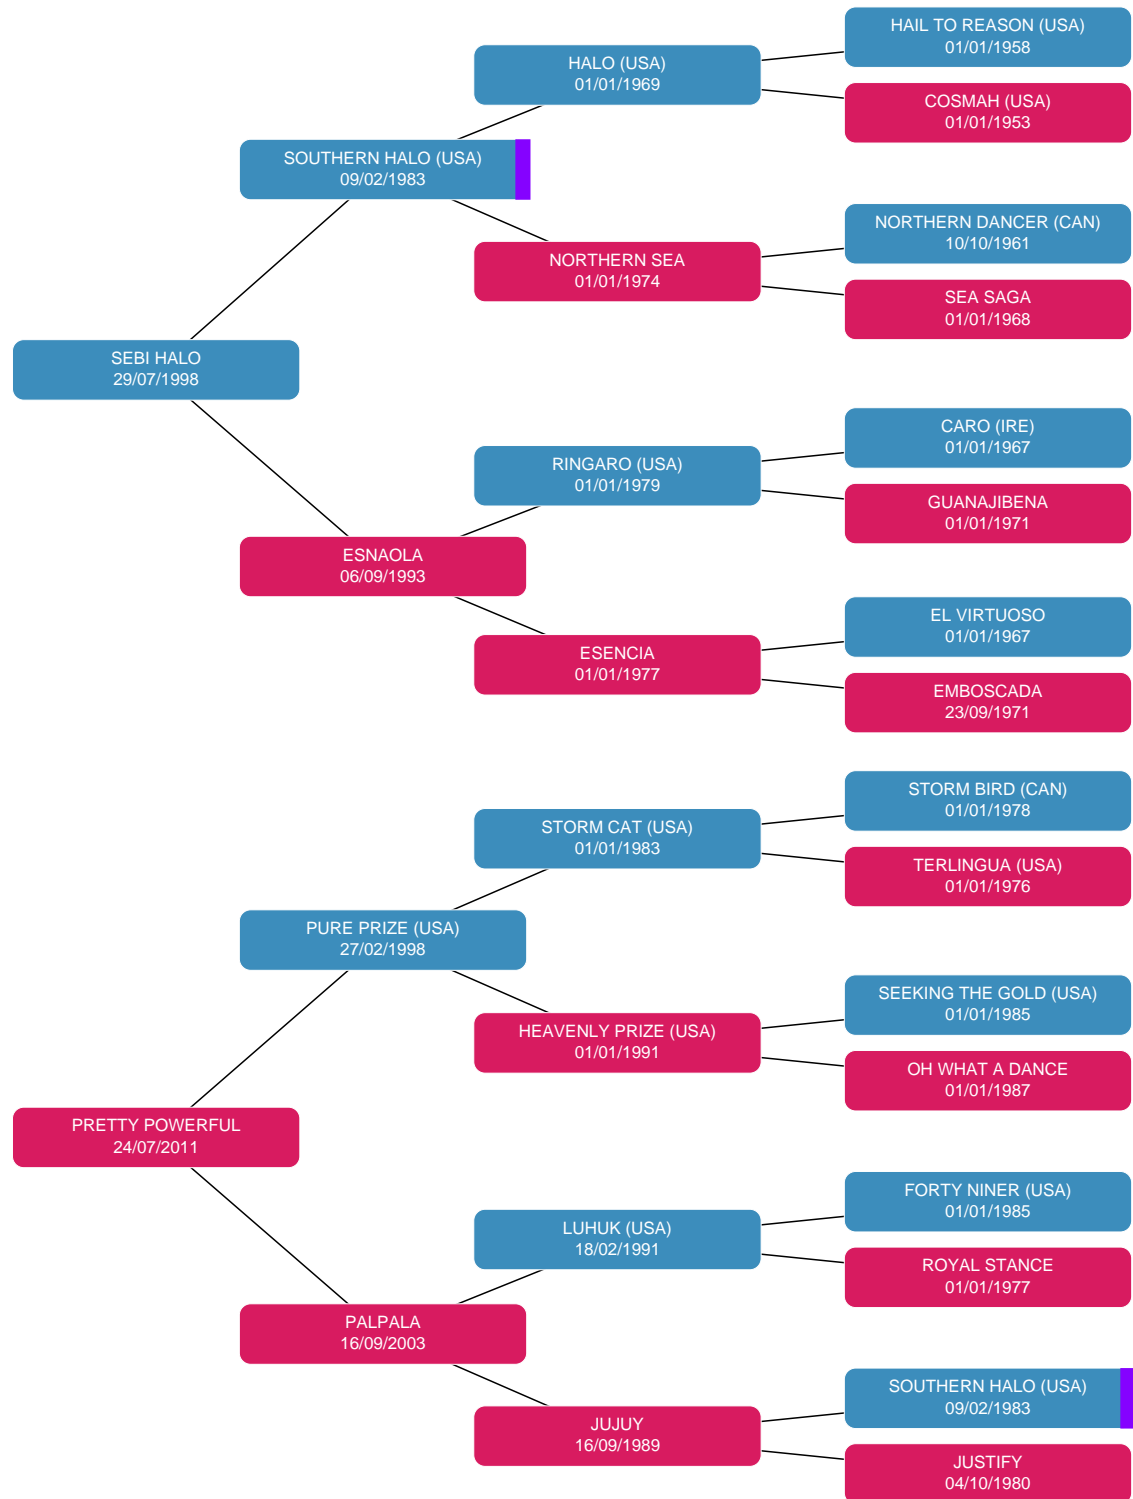 HAIL TO REASON (USA)
01/01/1958
HALO (USA)
01/01/1969
COSMAH (USA)
01/01/1953
SOUTHERN HALO (USA)
09/02/1983
NORTHERN DANCER (CAN)
10/10/1961
NORTHERN SEA
01/01/1974
SEA SAGA
01/01/1968
SEBI HALO
29/07/1998
CARO (IRE)
01/01/1967
RINGARO (USA)
01/01/1979
GUANAJIBENA
01/01/1971
ESNAOLA
06/09/1993
EL VIRTUOSO
01/01/1967
ESENCIA
01/01/1977
EMBOSCADA
23/09/1971
STORM BIRD (CAN)
01/01/1978
STORM CAT (USA)
01/01/1983
TERLINGUA (USA)
01/01/1976
PURE PRIZE (USA)
27/02/1998
SEEKING THE GOLD (USA)
01/01/1985
HEAVENLY PRIZE (USA)
01/01/1991
OH WHAT A DANCE
01/01/1987
PRETTY POWERFUL
24/07/2011
FORTY NINER (USA)
01/01/1985
LUHUK (USA)
18/02/1991
ROYAL STANCE
01/01/1977
PALPALA
16/09/2003
SOUTHERN HALO (USA)
09/02/1983
JUJUY
16/09/1989
JUSTIFY
04/10/1980